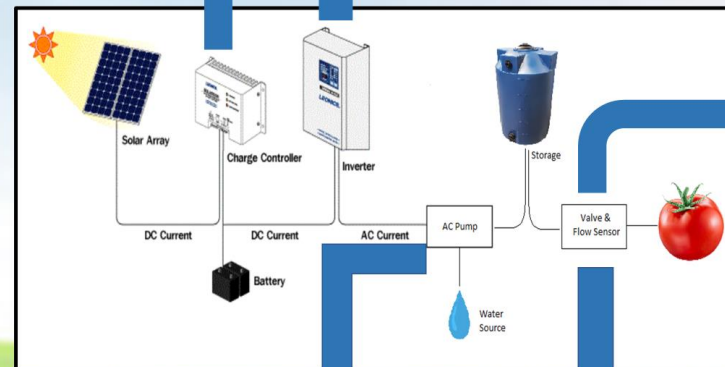 Solar Array
Charge Controller
Inverter
Storage
DC Current
DC Current
AC Current
AC Pump
Valve &
Flow Sensor
Battery
Water
Source
LEONICS